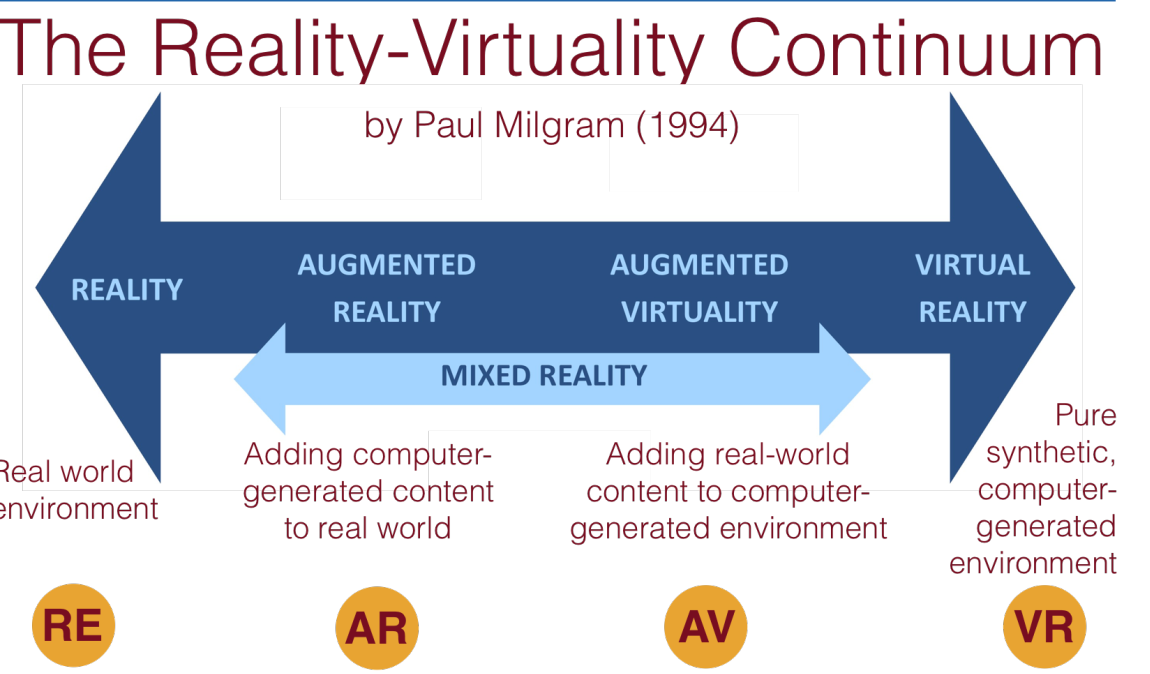 The Reality-Virtuality Continuum
by Paul Milgram (1994)
REALITY
AUGMENTED
REALITY
AUGMENTED
VIRTUALITY
VIRTUAL
REALITY
MIXED REALITY
Real world
environment
Adding computer-
generated content
to real world
Adding real-world
content to computer-
generated environment
Pure
synthetic,
computer-
generated
environment
RE
AR
AV
VR